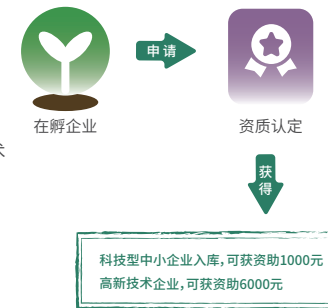 申请
在孵企业
资质认定
术
获得
科技型中小企业入库，可获资助1000元
高新技术企业，可获资助6000元